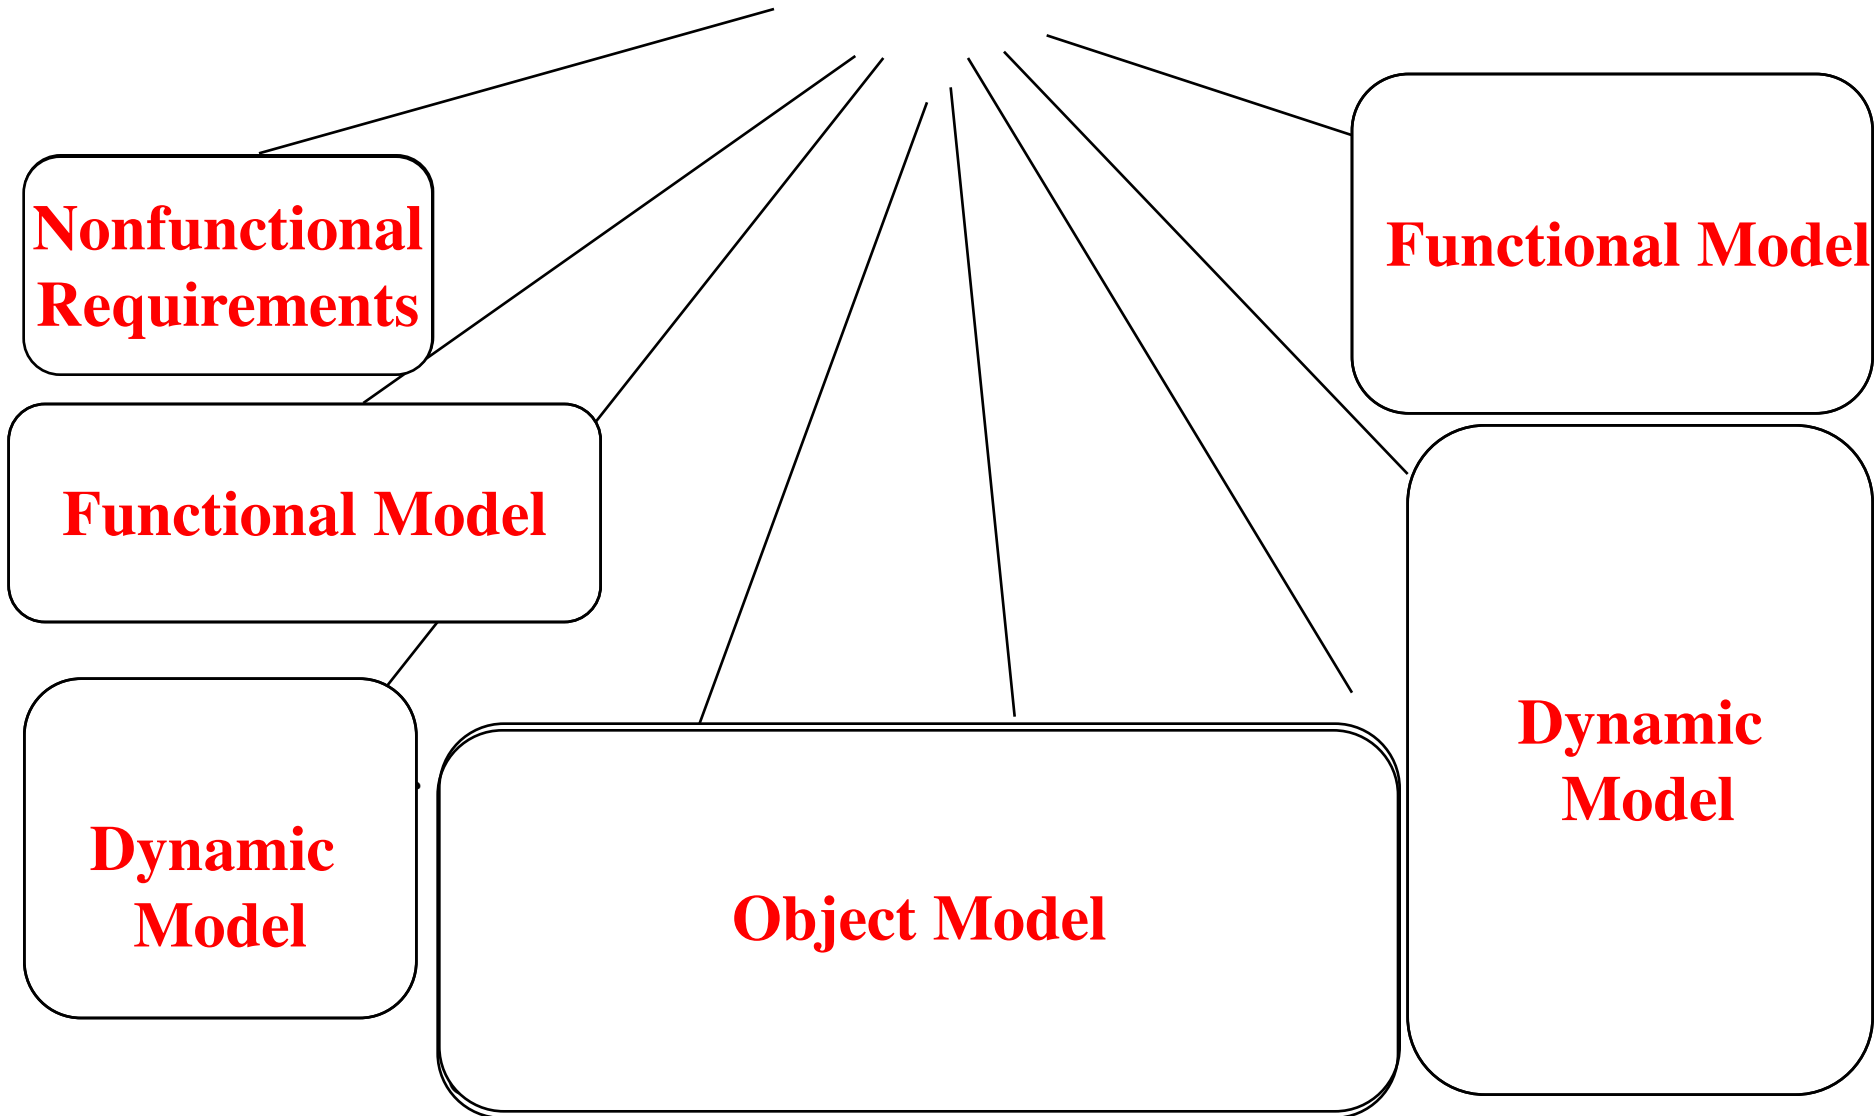 Nonfunctional
Requirements
Functional Model
Functional Model
Dynamic
Model
Dynamic
Model
Object Model